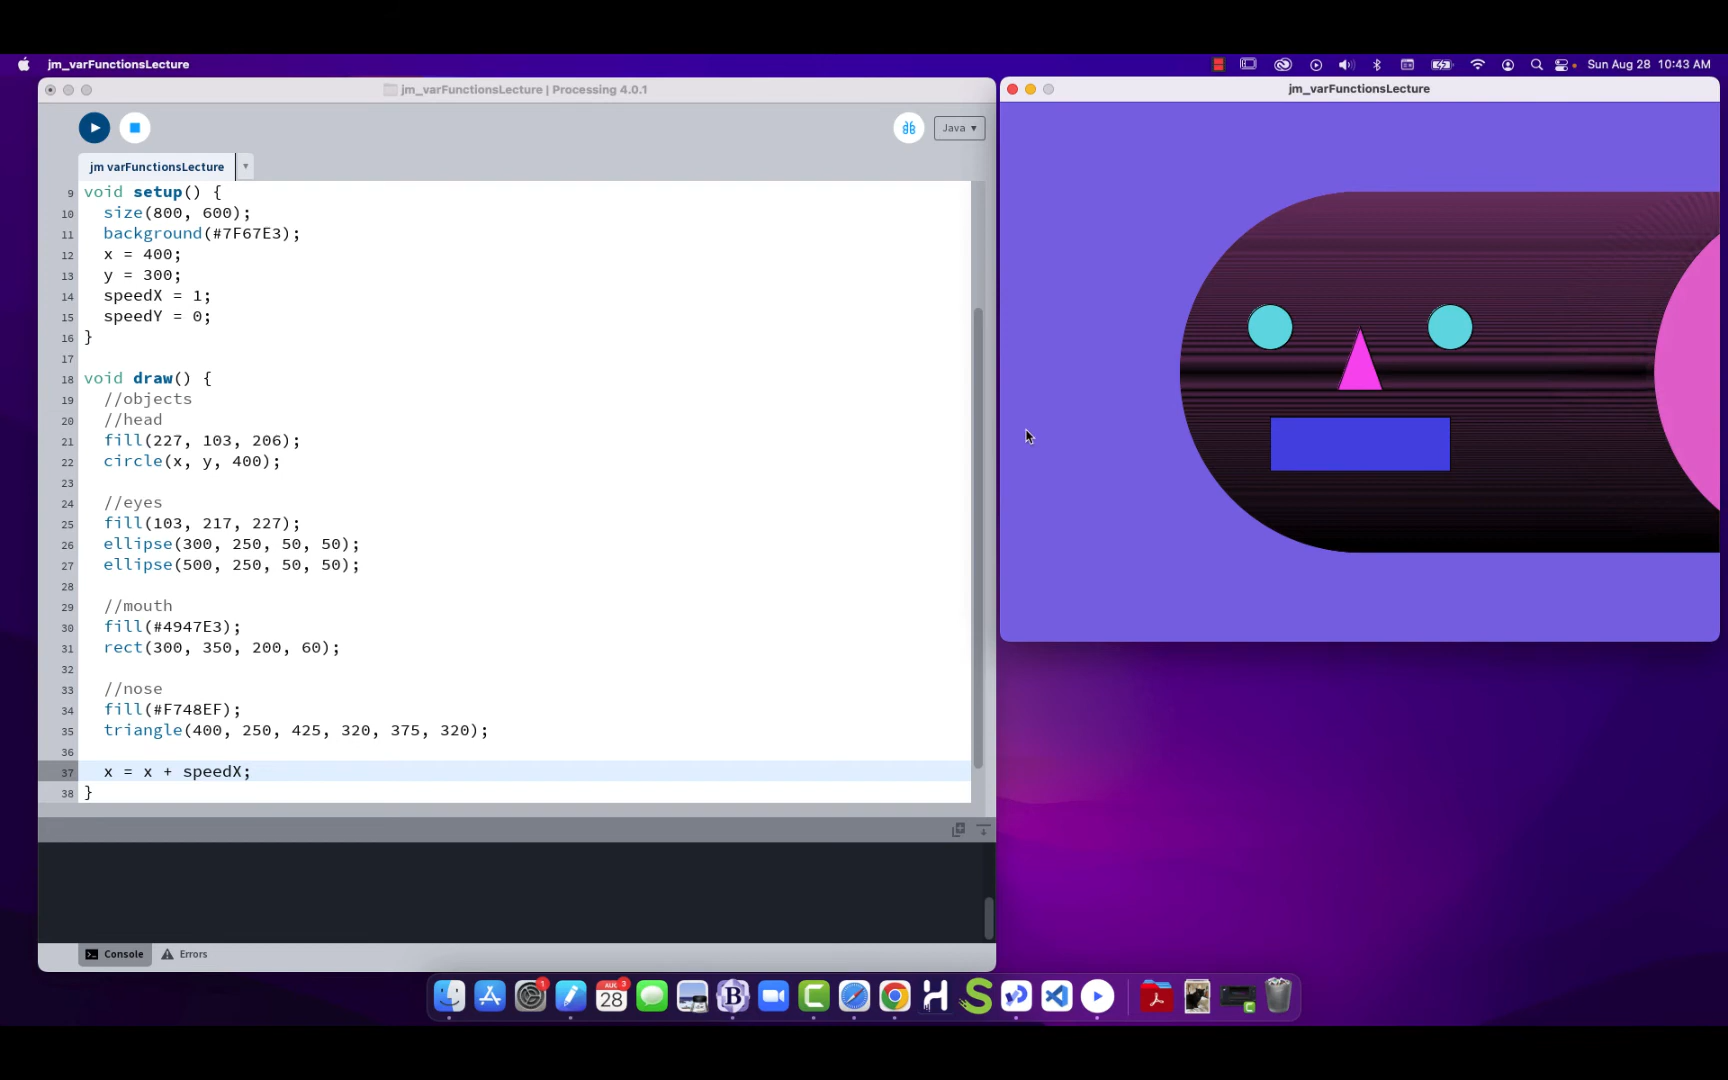 jm_varFunctionsLecture
Sun Aug 28 10:43 AM
jm_varFunctionsLecture | Processing 4.0.1
jm_varFunctionsLecture
Java
jm varFunctionsLecture
9 void setup() {
10 size(800, 600);
11 background(#7F67E3);
12 x = 400;
13 y = 300;
14 speedX = 1;
15 speedY = 0;
16 }
17
18 void draw() {
19 //objects
20 //head
21 fill(227, 103, 206);
22 circle(x, y, 400);
23
24 //eyes
25 fill(103, 217, 227);
26 ellipse(300, 250, 50, 50);
27 ellipse(500, 250, 50, 50);
28
29 //mouth
30 fill(#4947E3);
31 rect(300, 350, 200, 60);
32
33 //nose
34 fill(#F748EF);
35 triangle(400, 250, 425, 320, 375, 320);
36
37 x = x + speedX;
38 }
Console Errors
1
AUG 3
28
B
C
H
S